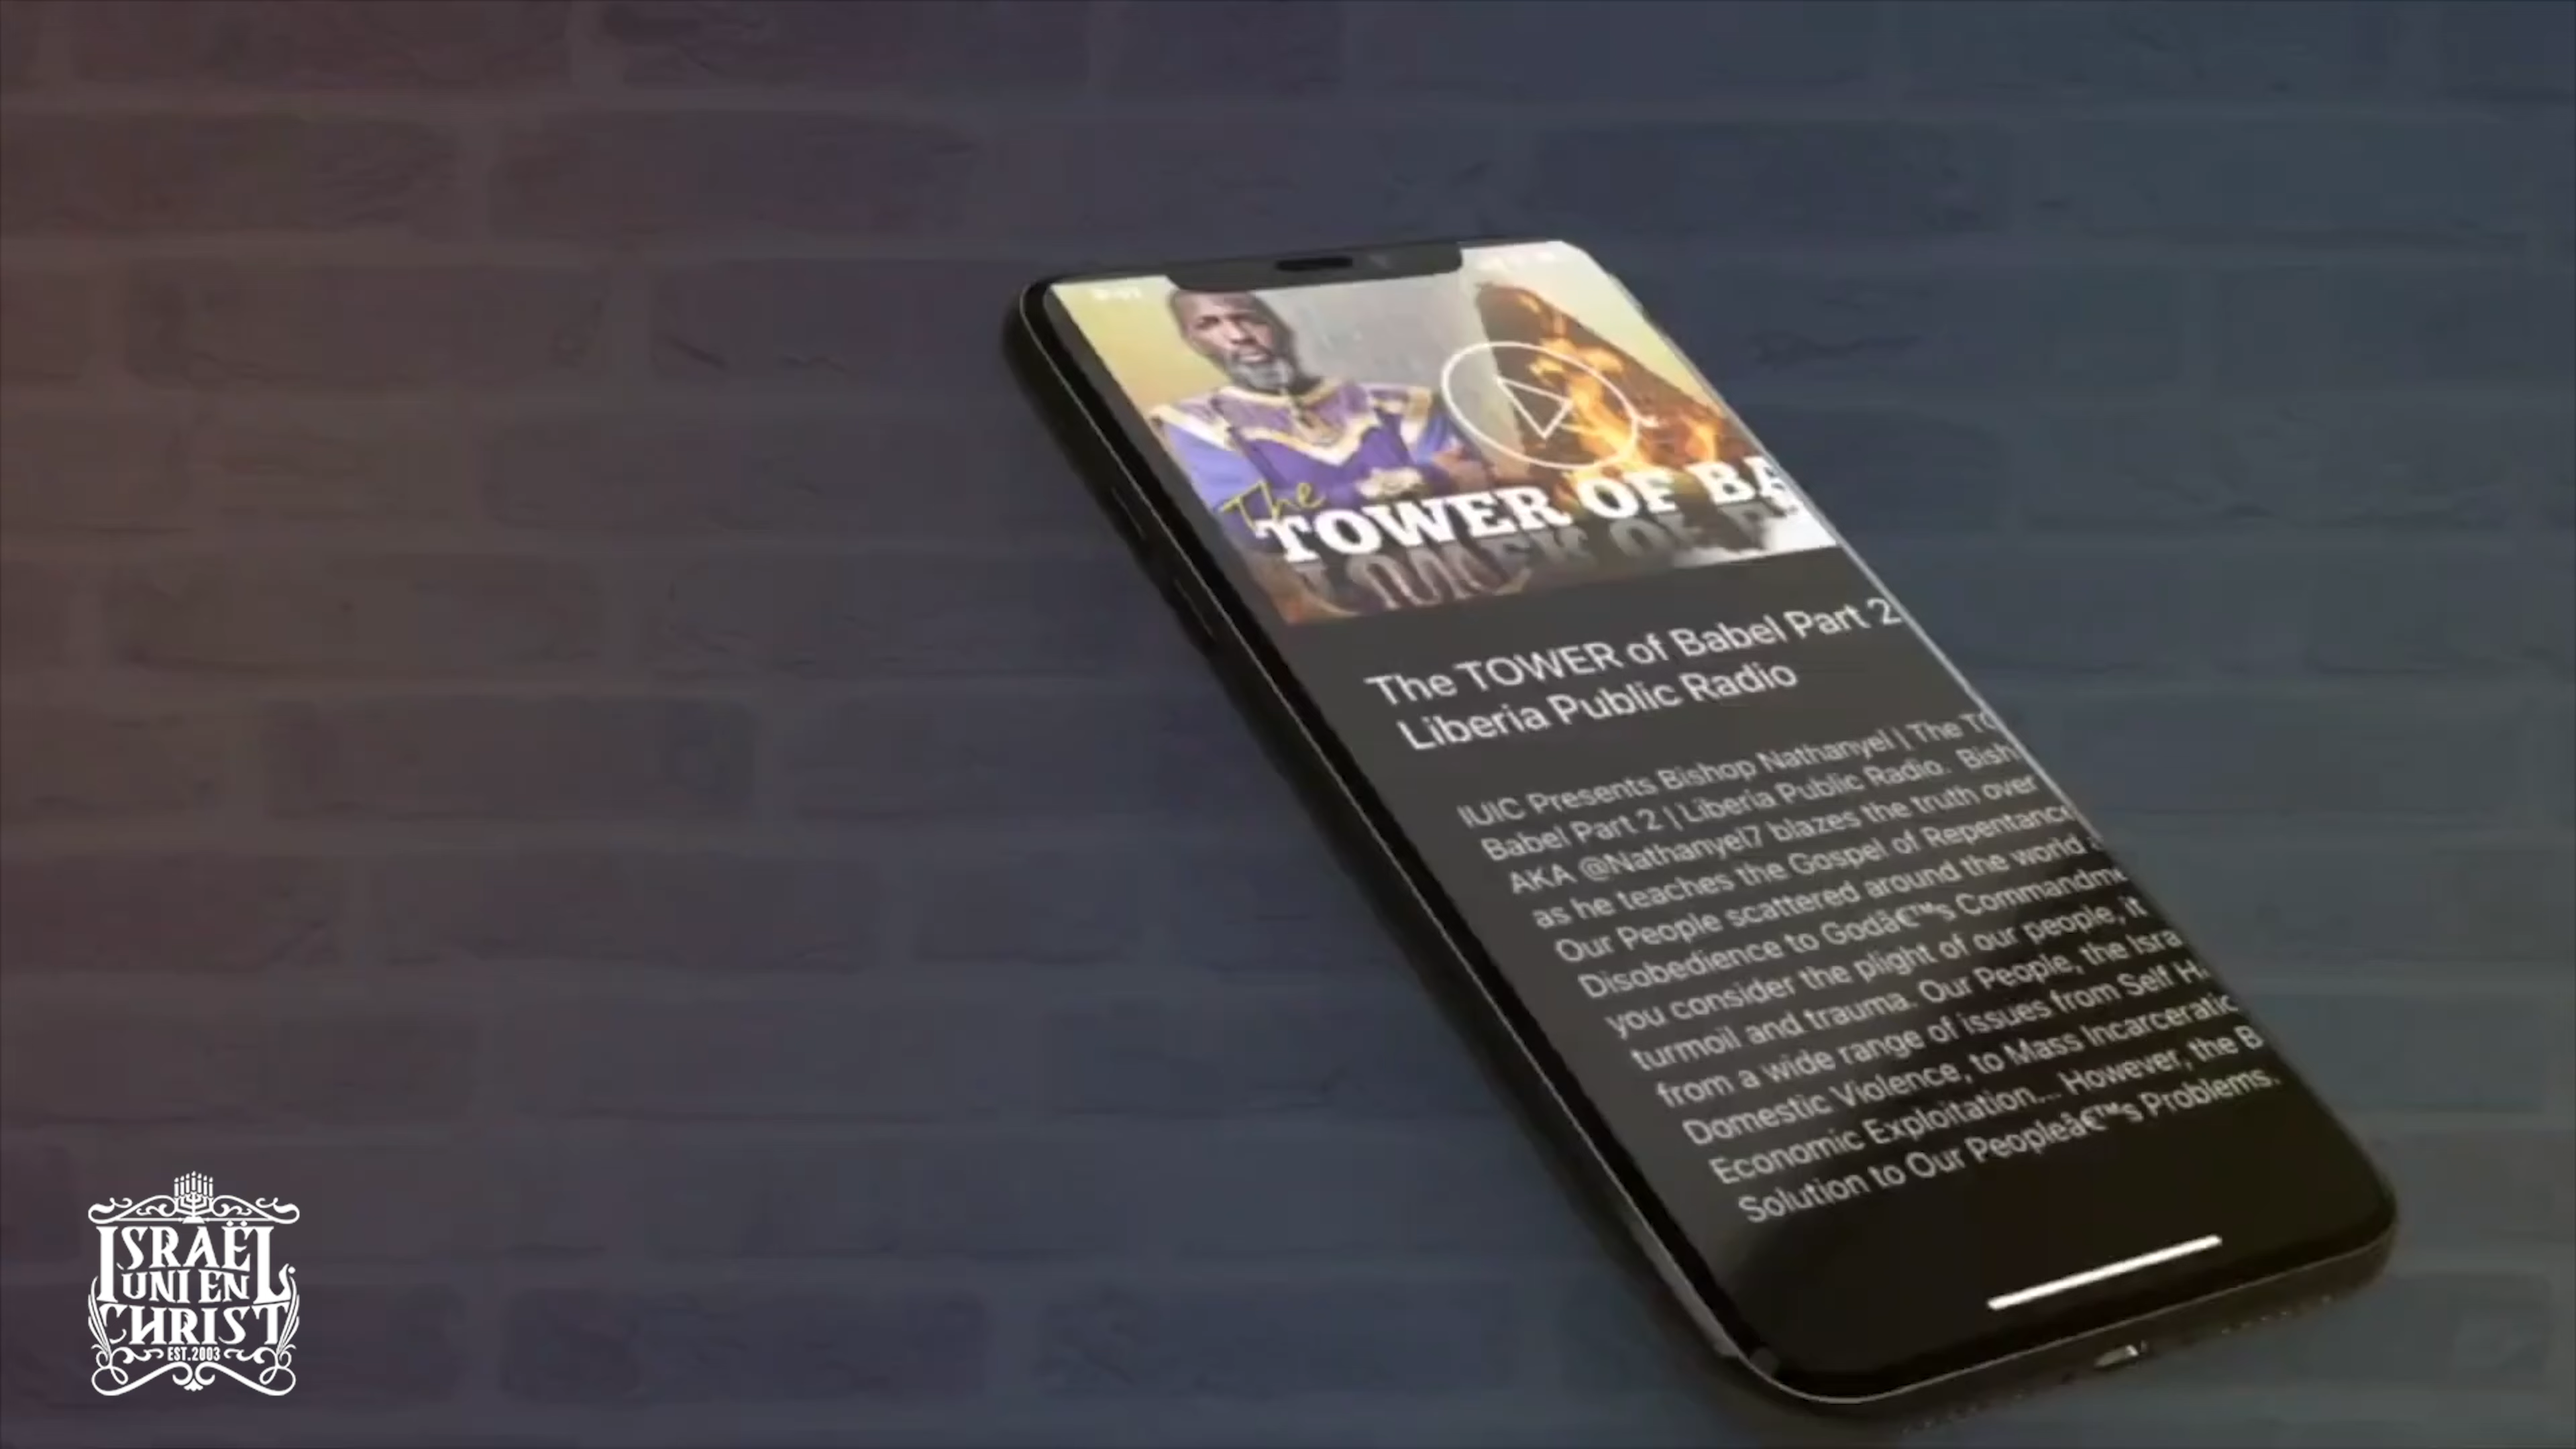 The
TOWER OF BA
The TOWER of Babel Part 2
Liberia Public Radio
IUIC Presents Bishop Nathanyel | The TO
Babel Part 2 | Liberia Public Radio. Bish
AKA @Nathanyel7 blazes the truth over
as he teaches the Gospel of Repentance
Our People scattered around the world a
Disobedience to Godâ€™s Commandme
you consider the plight of our people, it
turmoil and trauma. Our People, the Isra
from a wide range of issues from Self H
Domestic Violence, to Mass Incarceratio
Economic Exploitation... However, the B
Solution to Our Peopleâ€™s Problems.
ISRAËL
UNI EN
CHRIST
EST.2003